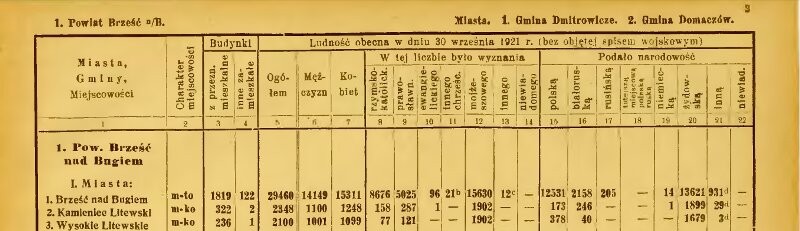 3
1. Powiat Brześć n/B.	Miasta. 1. Gmina Dmitrowicze. 2. Gmina Domaczów.
Miasta, Gminy, Miejscowości | Charakter miejscowości | Budynki | Ludność obecna w dniu 30 września 1921 r. (bez objętej spisem wojskowym)
z przezn. mieszkalne | inne zamieszkałe | Ogółem | Mężczyzn | Kobiet | W tej liczbie było wyznania | Podało narodowość
rzymsko-katolick. | prawosławn. | ewangielickiego | innego chrześc. | mojżeszowego | innego | niewiadomego | polską | białoruską | rusińską | tutejszą | niemiecką | żydowską | inną | niewiad.
1 | 2 | 3 | 4 | 5 | 6 | 7 | 8 | 9 | 10 | 11 | 12 | 13 | 14 | 15 | 16 | 17 | 18 | 19 | 20 | 21 | 22
1. Pow. Brześć
nad Bugiem
I. Miasta:
1. Brześć nad Bugiem | m-to | 1819 | 122 | 29460 | 14149 | 15311 | 8676 | 5025 | 96 | 21b | 15630 | 12c | — | 12531 | 2158 | 205 | — | 14 | 13621 | 931d | —
2. Kamieniec Litewski | m-ko | 322 | 2 | 2348 | 1100 | 1248 | 158 | 287 | 1 | — | 1902 | — | — | 173 | 246 | — | — | 1 | 1899 | 29d | —
3. Wysokie Litewskie | m-ko | 236 | 1 | 2100 | 1001 | 1099 | 77 | 121 | — | — | 1902 | — | — | 378 | 40 | — | — | — | 1679 | 3d | —